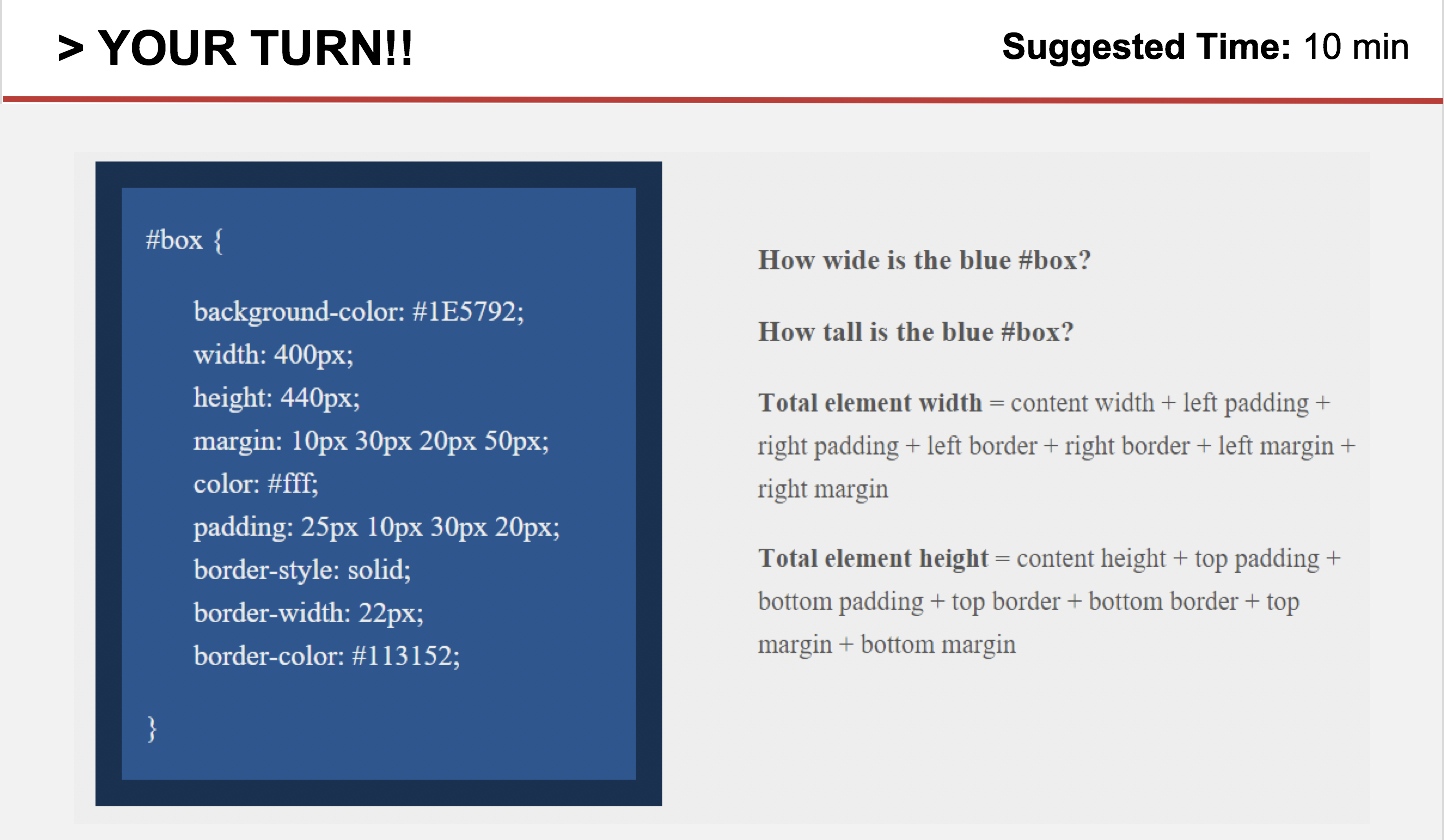 > YOUR TURN!!
Suggested Time: 10 min
#box {
background-color: #1E5792;
width: 400px;
height: 440px;
margin: 10px 30px 20px 50px;
color: #fff;
padding: 25px 10px 30px 20px;
border-style: solid;
border-width: 22px;
border-color: #113152;
}
How wide is the blue #box?
How tall is the blue #box?
Total element width = content width + left padding +
right padding + left border + right border + left margin +
right margin
Total element height = content height + top padding +
bottom padding + top border + bottom border + top
margin + bottom margin